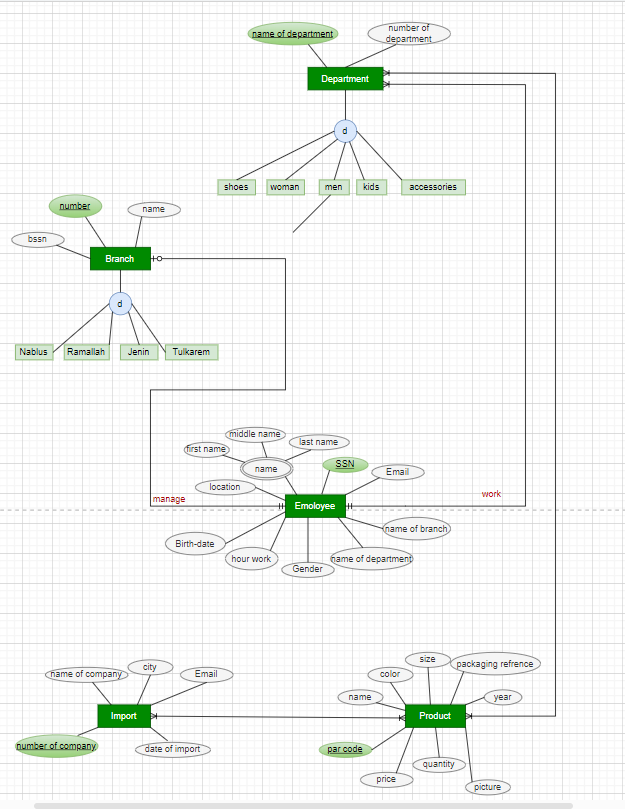 name of department
number of
department
Department
d
shoes
woman
men
kids
accessories
number
name
bssn
Branch
d
Nablus
Ramallah
Jenin
Tulkarem
middle name
last name
first name
name
SSN
Email
location
manage
Emoloyee
work
name of branch
Birth-date
hour work
name of department
Gender
size
packaging refrence
city
name of company
Email
color
name
year
Import
Product
number of company
date of import
par code
quantity
price
picture